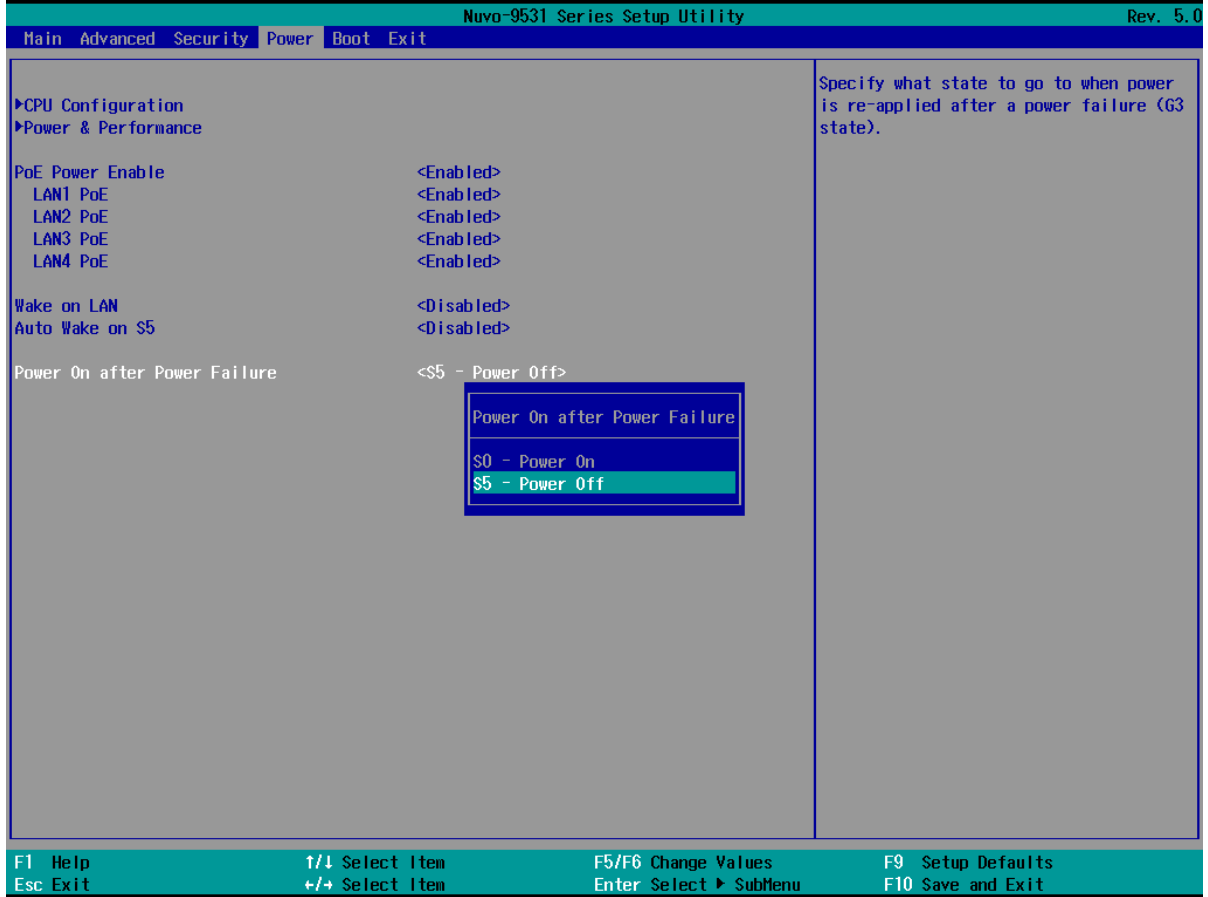 Nuvo-9531 Series Setup Utility Rev. 5.0
Main Advanced Security Power Boot Exit
Specify what state to go to when power
is re-applied after a power failure (G3
state).
▶CPU Configuration
▶Power & Performance
PoE Power Enable <Enabled>
LAN1 PoE <Enabled>
LAN2 PoE <Enabled>
LAN3 PoE <Enabled>
LAN4 PoE <Enabled>
Wake on LAN <Disabled>
Auto Wake on S5 <Disabled>
Power On after Power Failure <S5 - Power Off>
Power On after Power Failure
S0 - Power On
S5 - Power Off
F1 Help ↑/↓ Select Item F5/F6 Change Values F9 Setup Defaults
Esc Exit ←/→ Select Item Enter Select ▶ SubMenu F10 Save and Exit